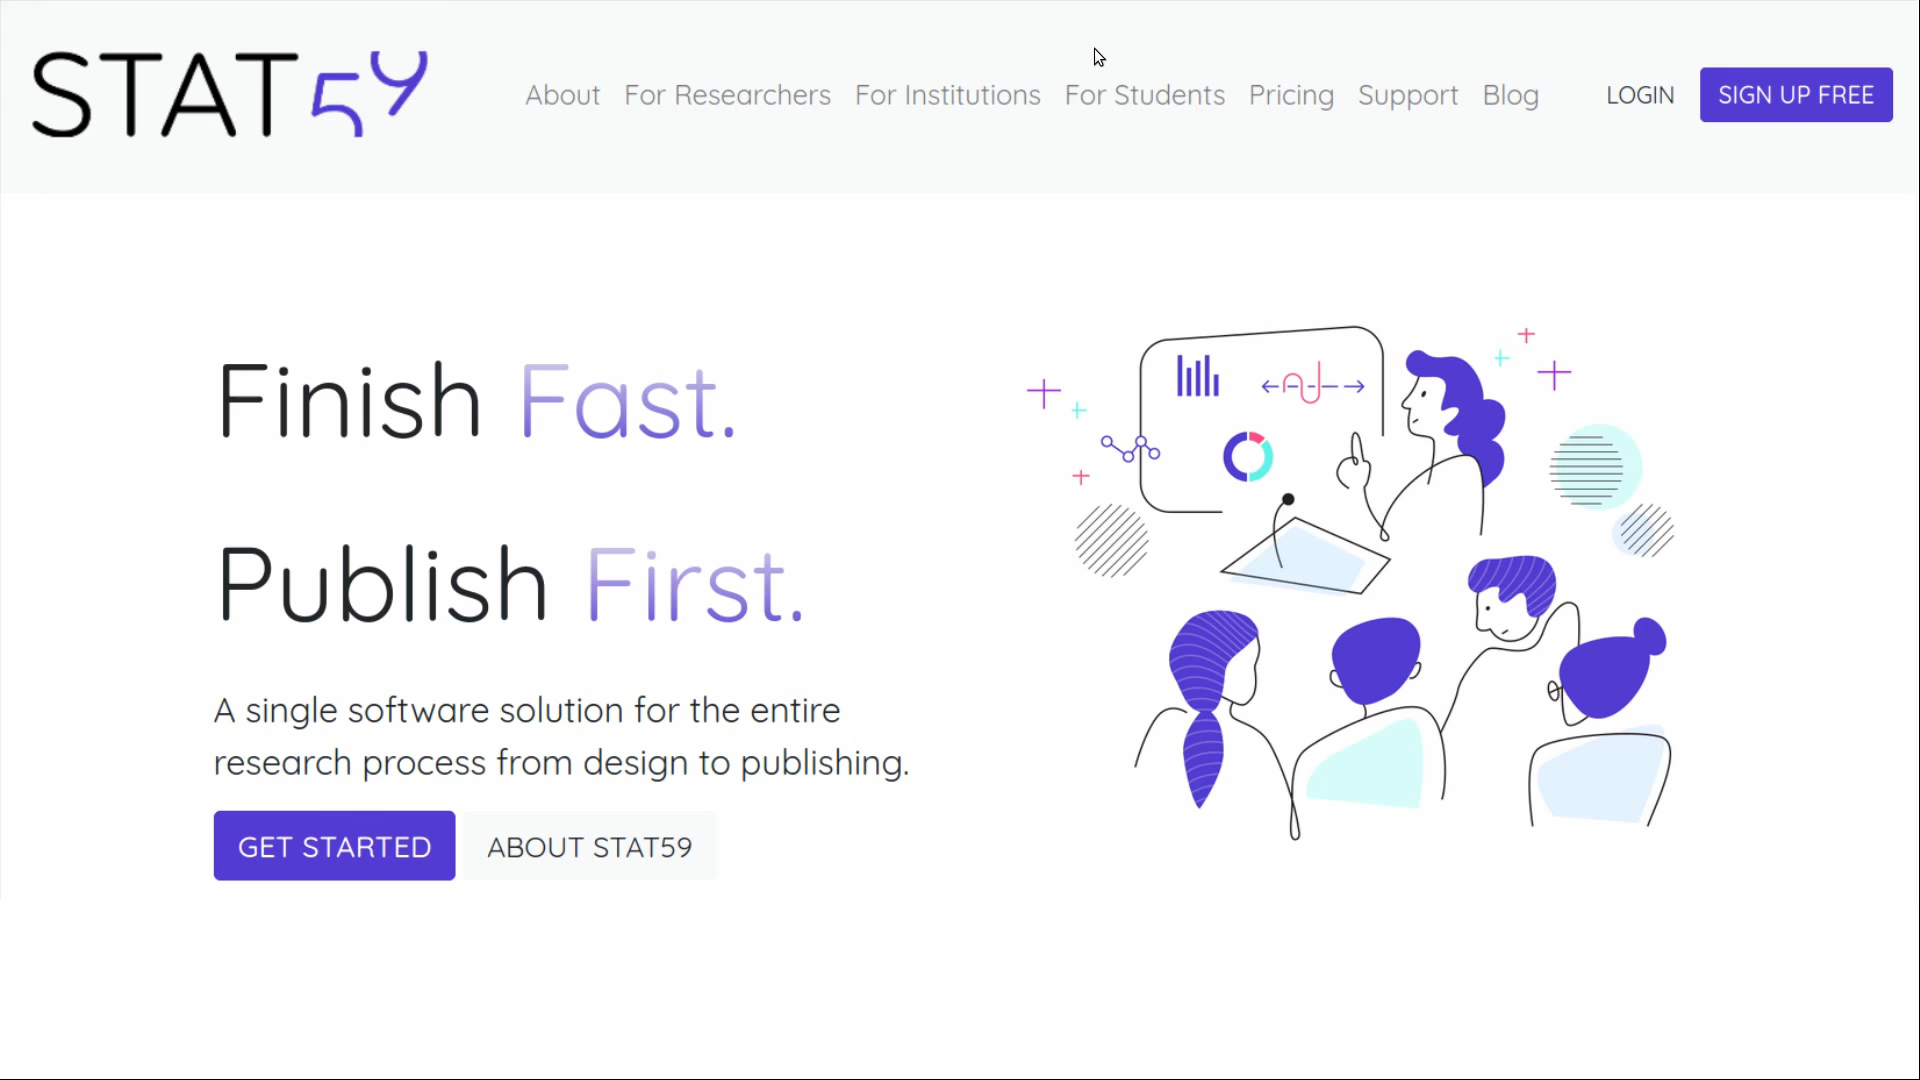 STAT59
About For Researchers For Institutions For Students Pricing Support Blog LOGIN SIGN UP FREE
Finish Fast.
Publish First.
A single software solution for the entire
research process from design to publishing.
GET STARTED ABOUT STAT59